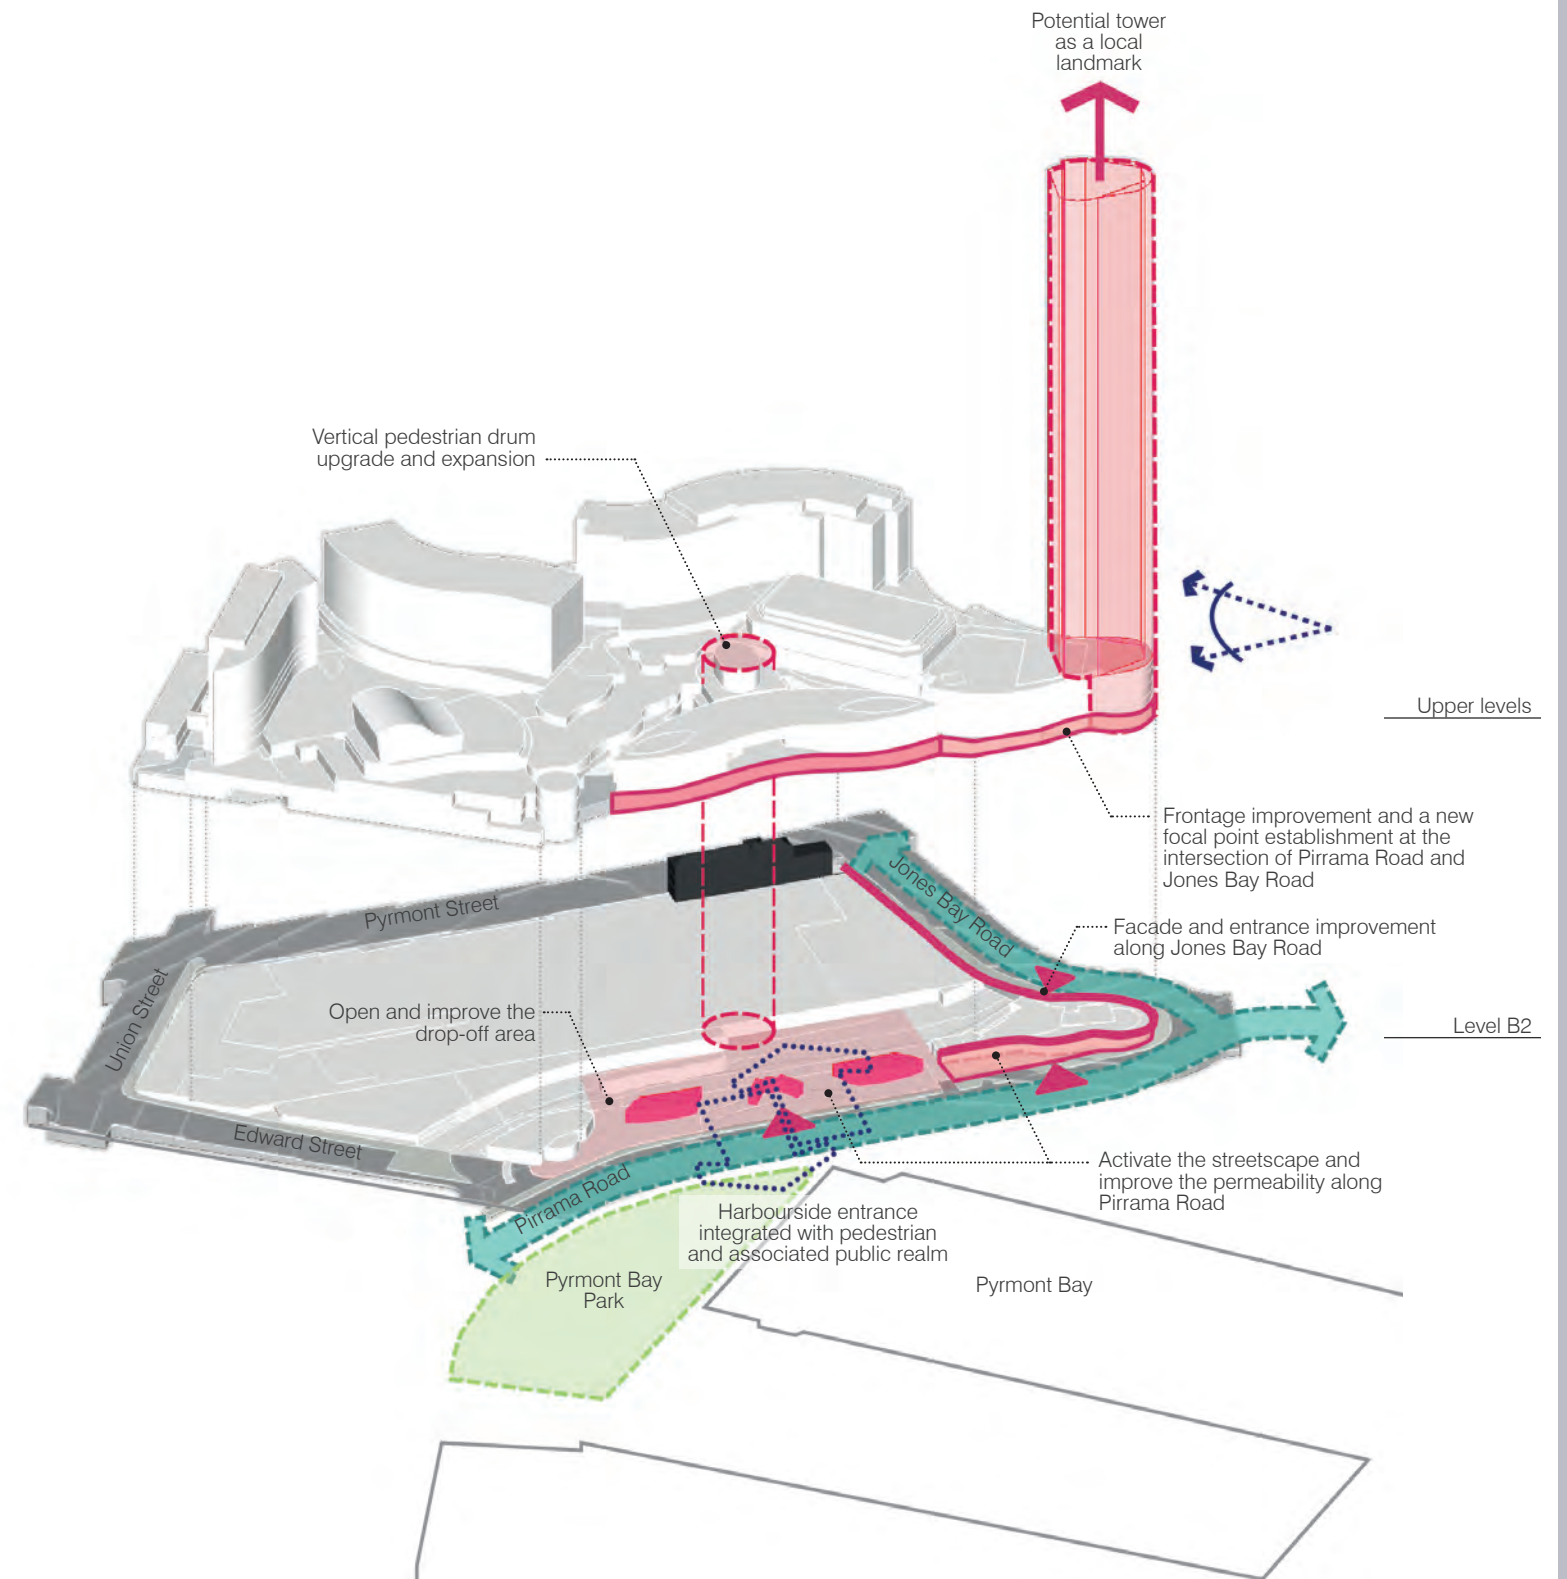 Potential tower
as a local
landmark
Vertical pedestrian drum
upgrade and expansion
Upper levels
Frontage improvement and a new
focal point establishment at the
intersection of Pirrama Road and
Jones Bay Road
Jones Bay Road
Pyrmont Street
Facade and entrance improvement
along Jones Bay Road
Union Street
Open and improve the
drop-off area
Level B2
Edward Street
Activate the streetscape and
improve the permeability along
Pirrama Road
Pirrama Road
Harbourside entrance
integrated with pedestrian
and associated public realm
Pyrmont Bay
Park
Pyrmont Bay